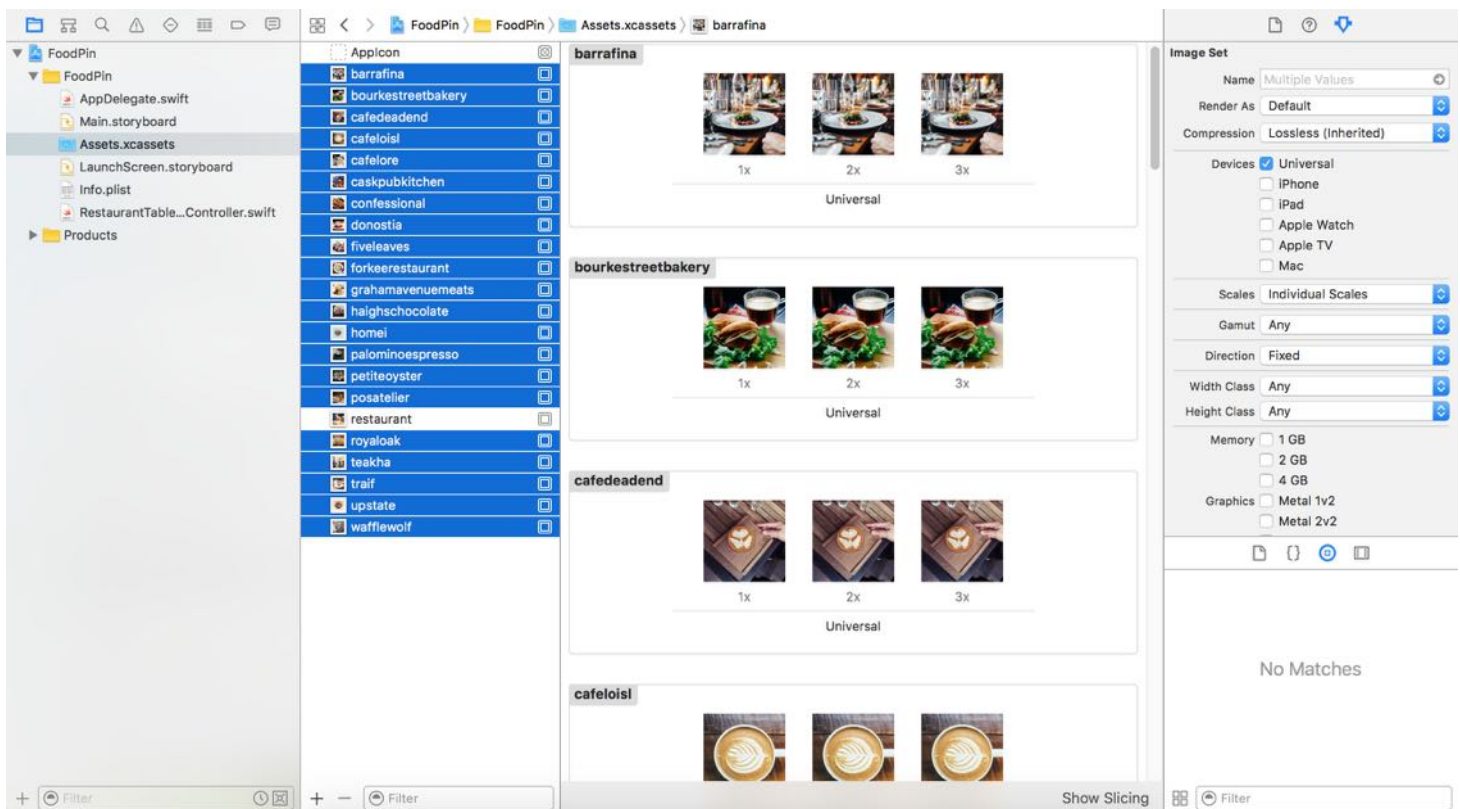 FoodPin
FoodPin
AppDelegate.swift
Main.storyboard
Assets.xcassets
LaunchScreen.storyboard
Info.plist
RestaurantTable...Controller.swift
Products
Filter
FoodPin
FoodPin
Assets.xcassets
barrafina
AppIcon
barrafina
bourkestreetbakery
cafedeadend
cafeloisl
cafelore
caskpubkitchen
confessional
donostia
fiveleaves
forkeerestaurant
grahamavenuemeats
haighschocolate
homei
palominoespresso
petiteoyster
posatelier
restaurant
royaloak
teakha
traif
upstate
wafflewolf
Filter
barrafina
1x 2x 3x
Universal
bourkestreetbakery
1x 2x 3x
Universal
cafedeadend
1x 2x 3x
Universal
cafeloisl
Show Slicing
Image Set
Name Multiple Values
Render As Default
Compression Lossless (Inherited)
Devices Universal
iPhone
iPad
Apple Watch
Apple TV
Mac
Scales Individual Scales
Gamut Any
Direction Fixed
Width Class Any
Height Class Any
Memory 1 GB
2 GB
4 GB
Graphics Metal 1v2
Metal 2v2
{}
No Matches
Filter